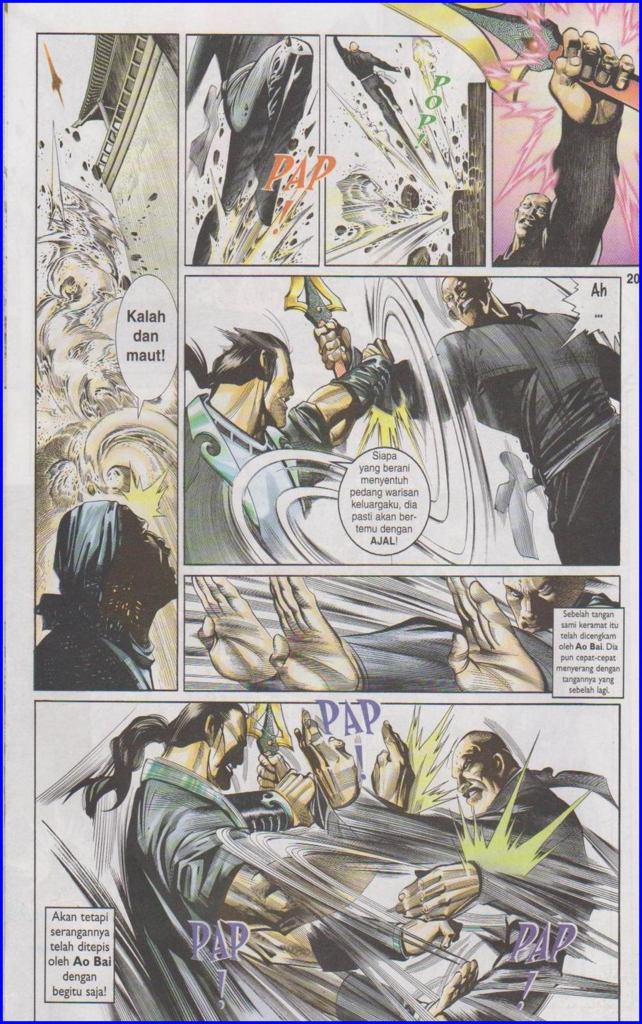 PAP
!
POP!
20
Kalah
dan
maut!
Ah
...
Siapa
yang berani
menyentuh
pedang warisan
keluargaku, dia
pasti akan ber-
temu dengan
AJAL!
Sebelah tangan
sami keramat itu
telah dicengkam
oleh Ao Bai. Dia
pun cepat-cepat
menyerang dengan
tangannya yang
sebelah lagi.
PAP
!
PAP
!
PAP
!
Akan tetapi
serangannya
telah ditepis
oleh Ao Bai
dengan
begitu saja!